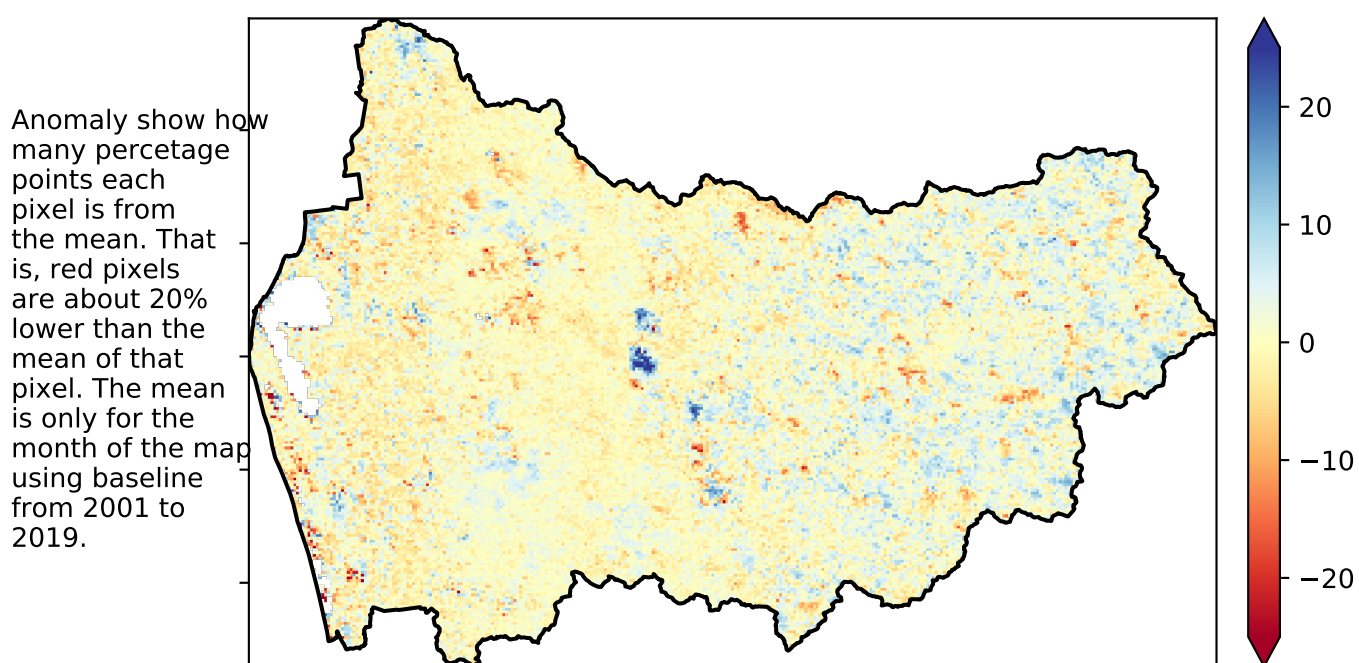 Anomaly show how
many percetage
points each
pixel is from
the mean. That
is, red pixels
are about 20%
lower than the
mean of that
pixel. The mean
is only for the
month of the map
using baseline
from 2001 to
2019.
20
10
0
−10
−20